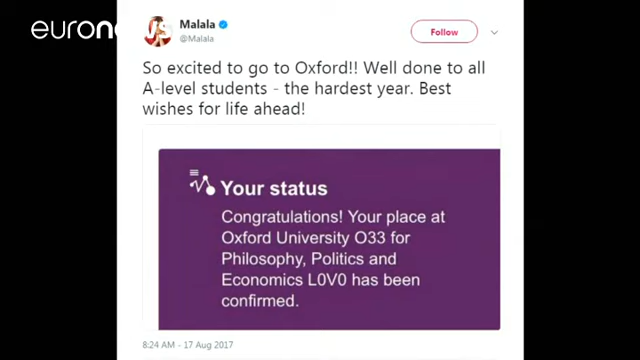 euronews
Malala
@Malala
Follow
So excited to go to Oxford!! Well done to all
A-level students - the hardest year. Best
wishes for life ahead!
Your status
Congratulations! Your place at
Oxford University O33 for
Philosophy, Politics and
Economics L0V0 has been
confirmed.
8:24 AM - 17 Aug 2017